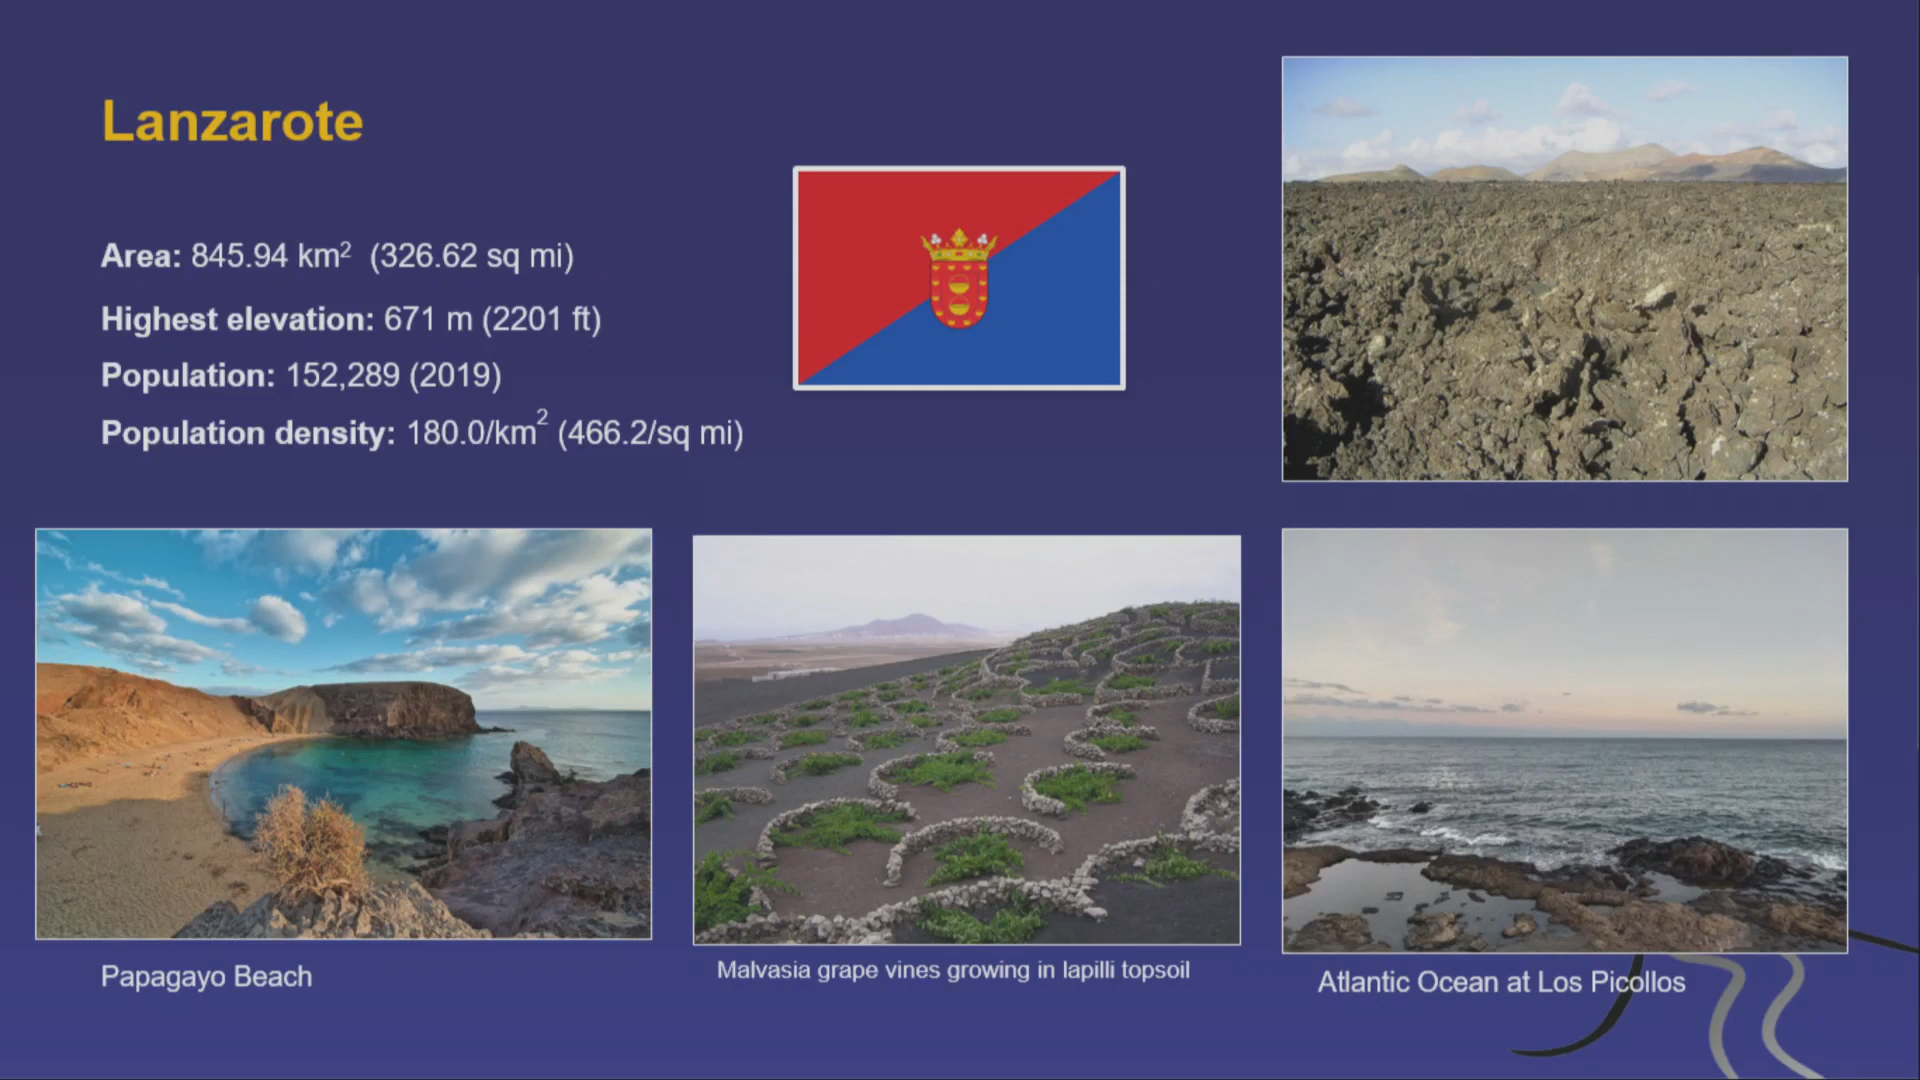 Lanzarote
Area: 845.94 km² (326.62 sq mi)
Highest elevation: 671 m (2201 ft)
Population: 152,289 (2019)
Population density: 180.0/km² (466.2/sq mi)
Papagayo Beach
Malvasia grape vines growing in lapilli topsoil
Atlantic Ocean at Los Picollos